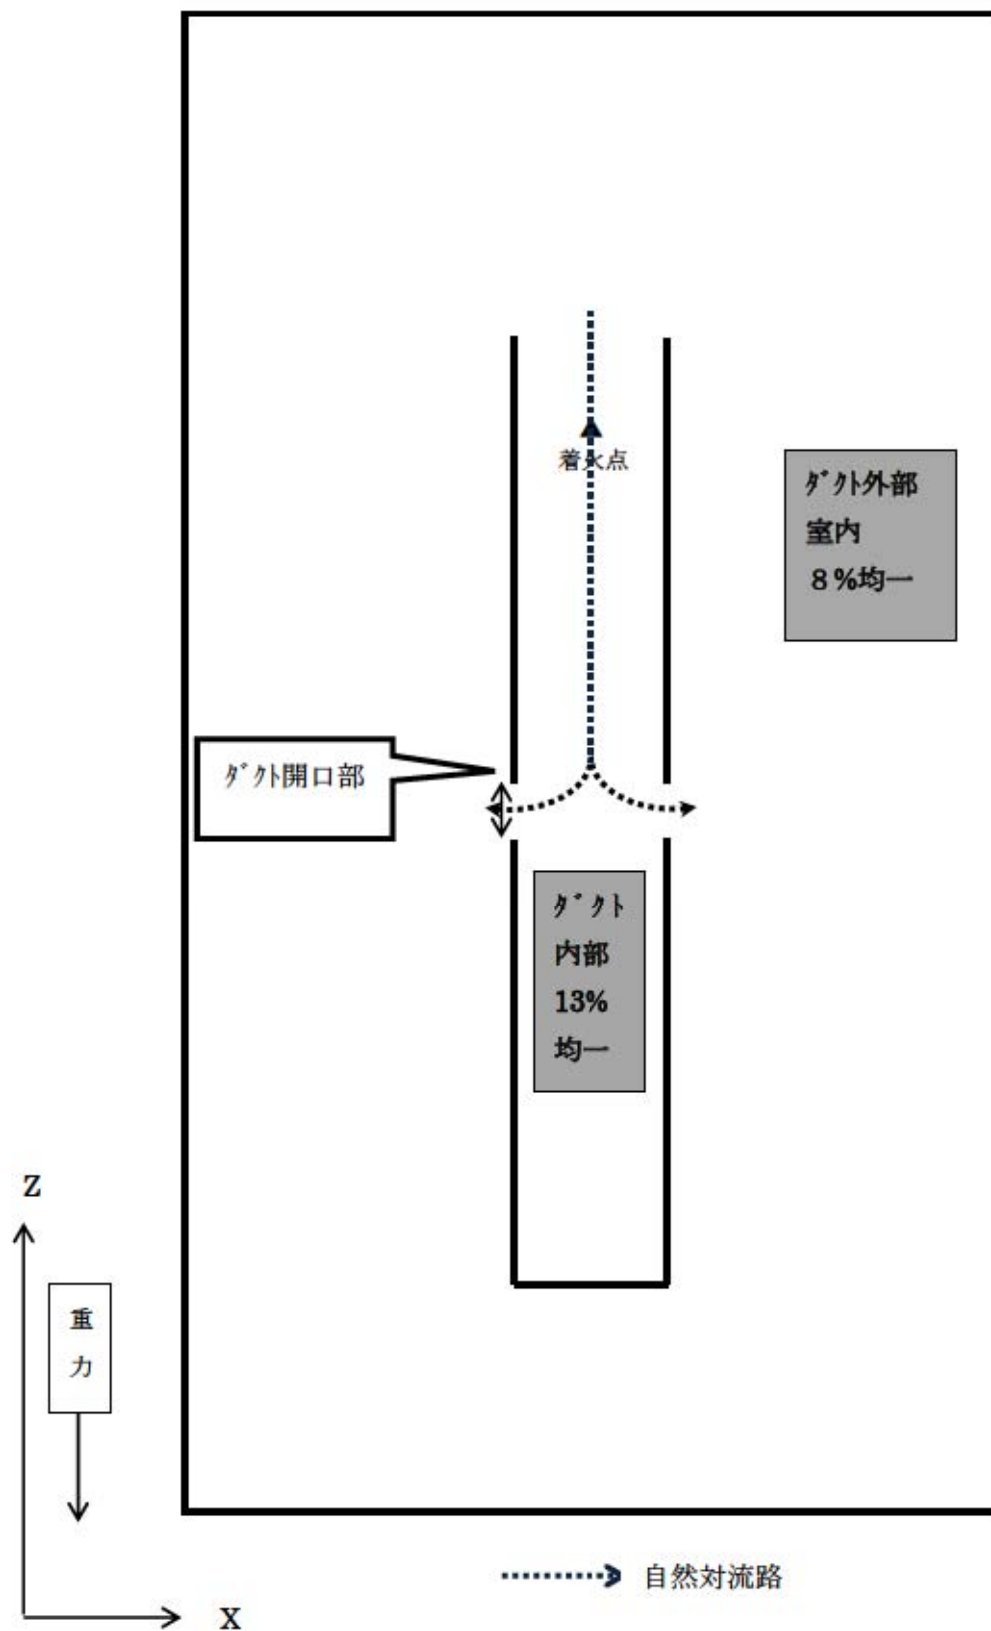 着火点
ﾀﾞｸﾄ外部
室内
８%均一
ﾀﾞｸﾄ開口部
ﾀﾞｸﾄ
内部
13%
均一
Z
重
力
X
自然対流路